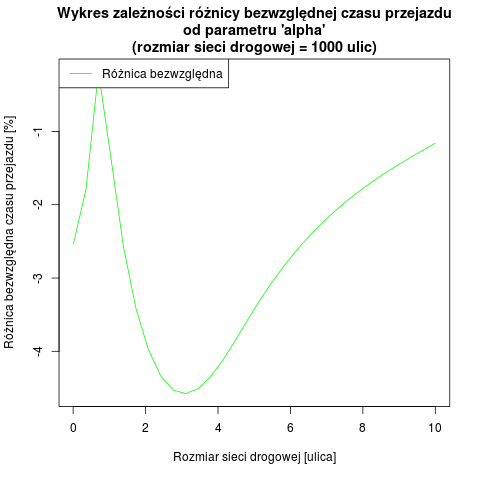 Wykres zależności różnicy bezwzględnej czasu przejazdu
od parametru 'alpha'
(rozmiar sieci drogowej = 1000 ulic)
Różnica bezwzględna
Różnica bezwzględna czasu przejazdu [%]
-1
-2
-3
-4
0 2 4 6 8 10
Rozmiar sieci drogowej [ulica]